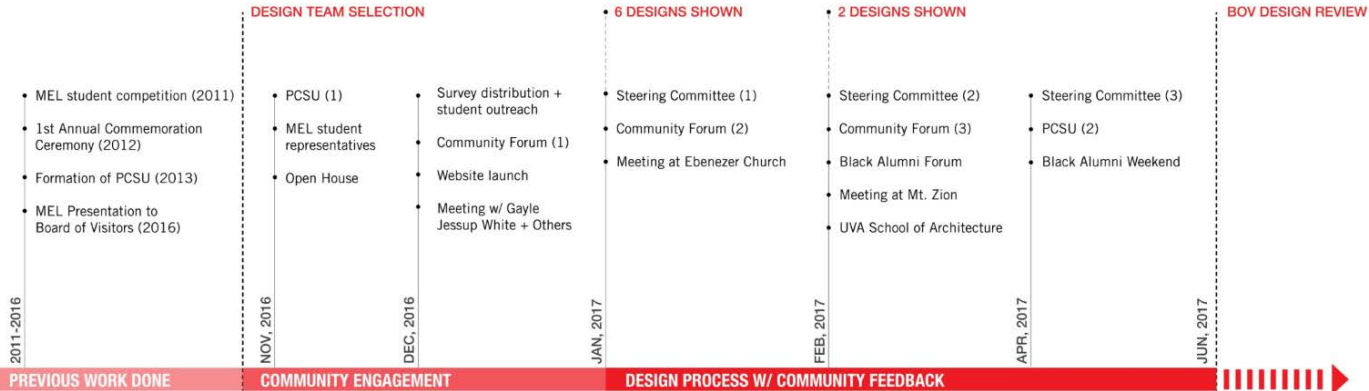 DESIGN TEAM SELECTION
6 DESIGNS SHOWN
2 DESIGNS SHOWN
BOV DESIGN REVIEW
MEL student competition (2011)
1st Annual Commemoration
Ceremony (2012)
Formation of PCSU (2013)
MEL Presentation to
Board of Visitors (2016)
2011-2016
PCSU (1)
MEL student
representatives
Open House
NOV, 2016
Survey distribution +
student outreach
Community Forum (1)
Website launch
Meeting w/ Gayle
Jessup White + Others
DEC, 2016
Steering Committee (1)
Community Forum (2)
Meeting at Ebenezer Church
JAN, 2017
Steering Committee (2)
Community Forum (3)
Black Alumni Forum
Meeting at Mt. Zion
UVA School of Architecture
FEB, 2017
Steering Committee (3)
PCSU (2)
Black Alumni Weekend
APR, 2017
JUN, 2017
PREVIOUS WORK DONE
COMMUNITY ENGAGEMENT
DESIGN PROCESS W/ COMMUNITY FEEDBACK